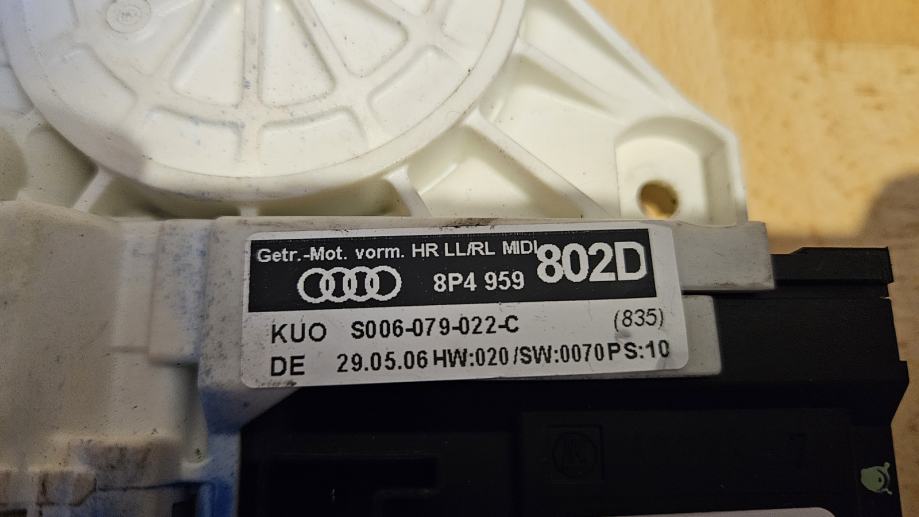 Getr.-Mot. vorm. HR LL/RL MIDI
8P4 959 802D
KUO S006-079-022-C (835)
DE 29.05.06 HW:020/SW:0070 PS:10